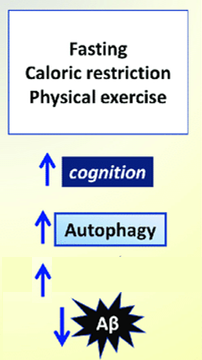 Fasting
Caloric restriction
Physical exercise
cognition
Autophagy
Aβ